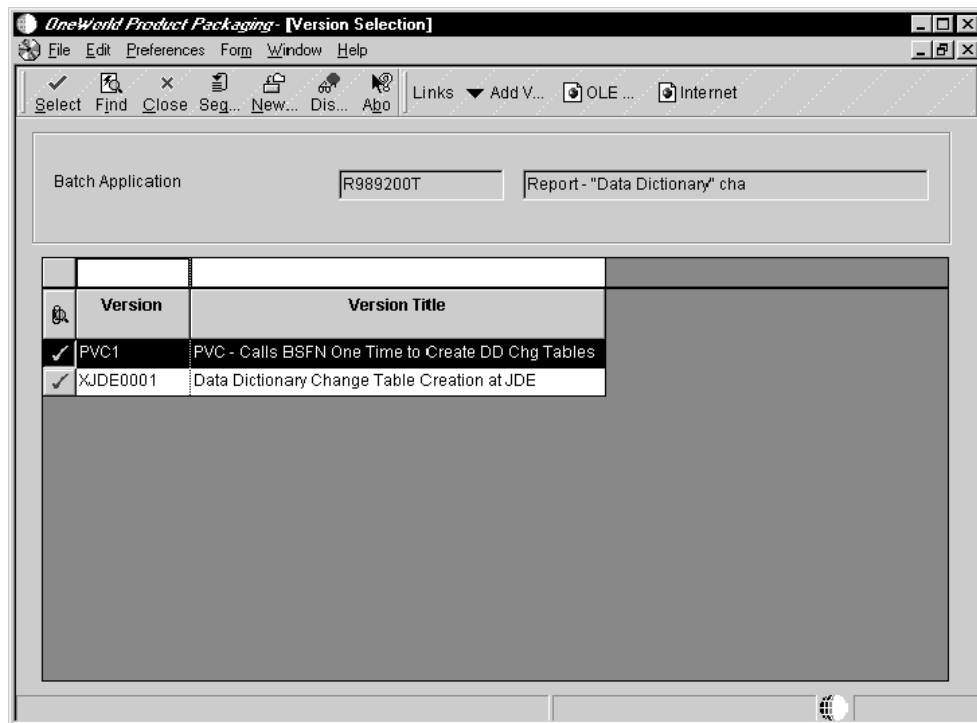 OneWorld Product Packaging - [Version Selection]
File Edit Preferences Form Window Help
Select Find Close Seq... New... Dis... Abo Links Add V... OLE ... Internet
Batch Application R989200T Report - "Data Dictionary" cha
Version Version Title
PVC1 PVC - Calls BSFN One Time to Create DD Chg Tables
XJDE0001 Data Dictionary Change Table Creation at JDE